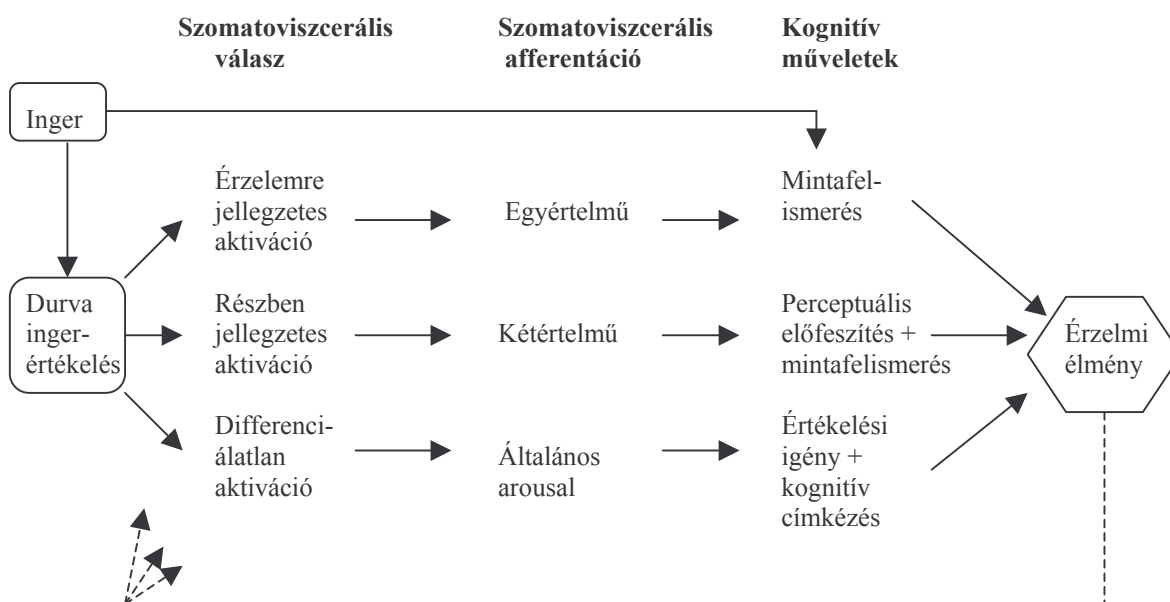 Szomatoviszcerális
válasz
Szomatoviszcerális
afferentáció
Kognitív
műveletek
Inger
Érzelemre
jellegzetes
aktiváció
Egyértelmű
Mintafel-
ismerés
Durva
inger-
értékelés
Részben
jellegzetes
aktiváció
Kétértelmű
Perceptuális
előfeszítés +
mintafelismerés
Érzelmi
élmény
Differenci-
álatlan
aktiváció
Általános
arousal
Értékelési
igény +
kognitív
címkézés